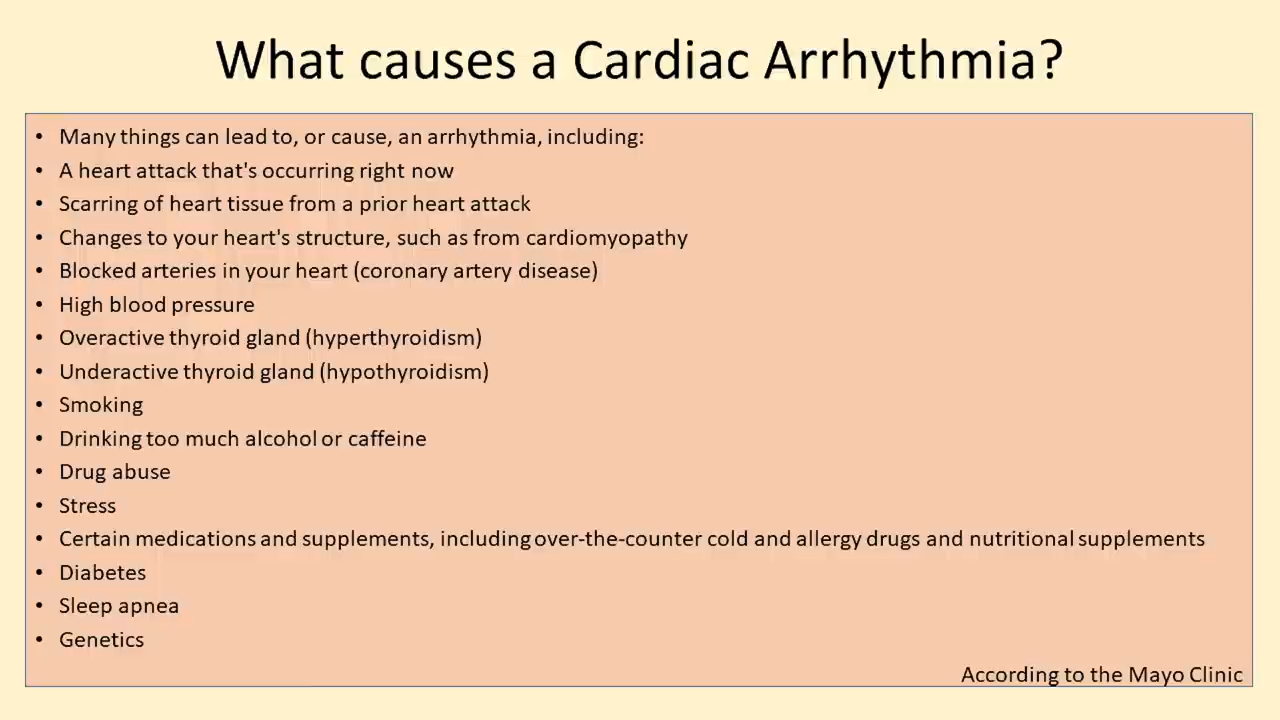 What causes a Cardiac Arrhythmia?
• Many things can lead to, or cause, an arrhythmia, including:
• A heart attack that's occurring right now
• Scarring of heart tissue from a prior heart attack
• Changes to your heart's structure, such as from cardiomyopathy
• Blocked arteries in your heart (coronary artery disease)
• High blood pressure
• Overactive thyroid gland (hyperthyroidism)
• Underactive thyroid gland (hypothyroidism)
• Smoking
• Drinking too much alcohol or caffeine
• Drug abuse
• Stress
• Certain medications and supplements, including over-the-counter cold and allergy drugs and nutritional supplements
• Diabetes
• Sleep apnea
• Genetics
According to the Mayo Clinic